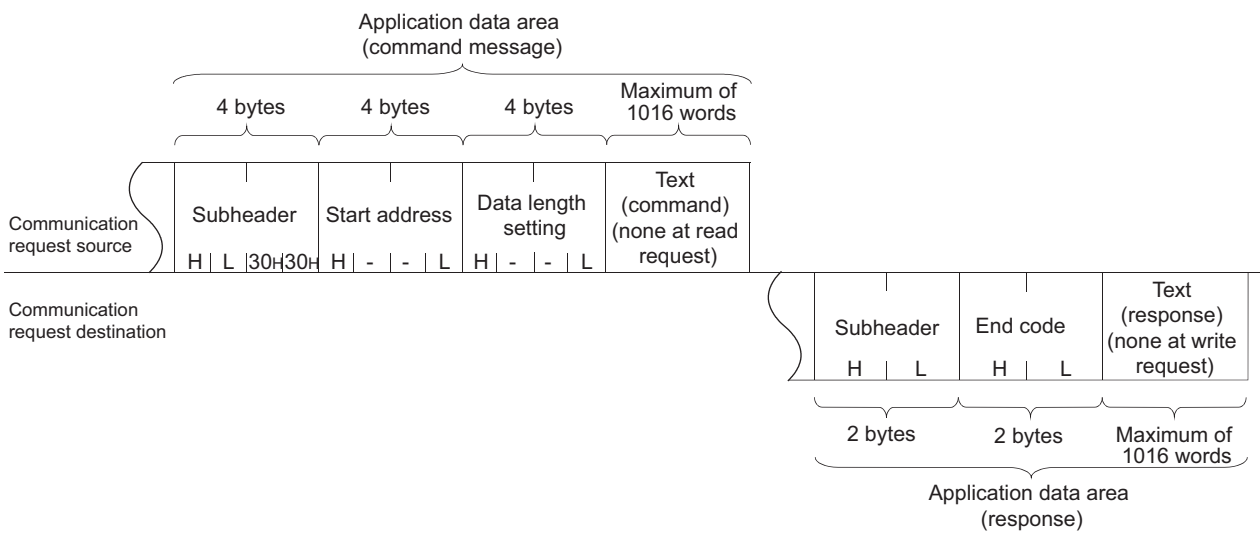 Application data area
(command message)
4 bytes
4 bytes
4 bytes
Maximum of
1016 words
Communication
request source
Subheader
H L 30H 30H
Start address
H - - L
Data length
setting
H - - L
Text
(command)
(none at read
request)
Communication
request destination
Subheader
H L
End code
H L
Text
(response)
(none at write
request)
2 bytes
2 bytes
Maximum of
1016 words
Application data area
(response)